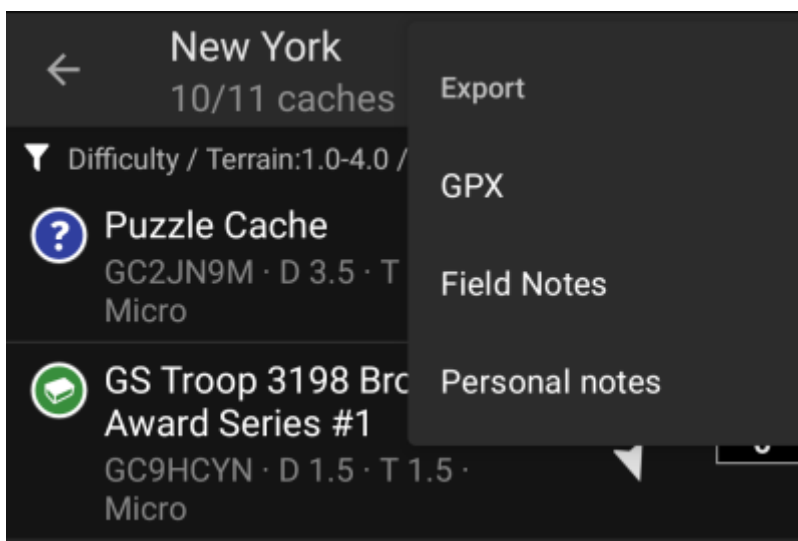 New York
10/11 caches
Difficulty / Terrain:1.0-4.0 /
?
Puzzle Cache
GC2JN9M · D 3.5 · T
Micro
GS Troop 3198 Bro
Award Series #1
GC9HCYN · D 1.5 · T 1.5 ·
Micro
Export
GPX
Field Notes
Personal notes